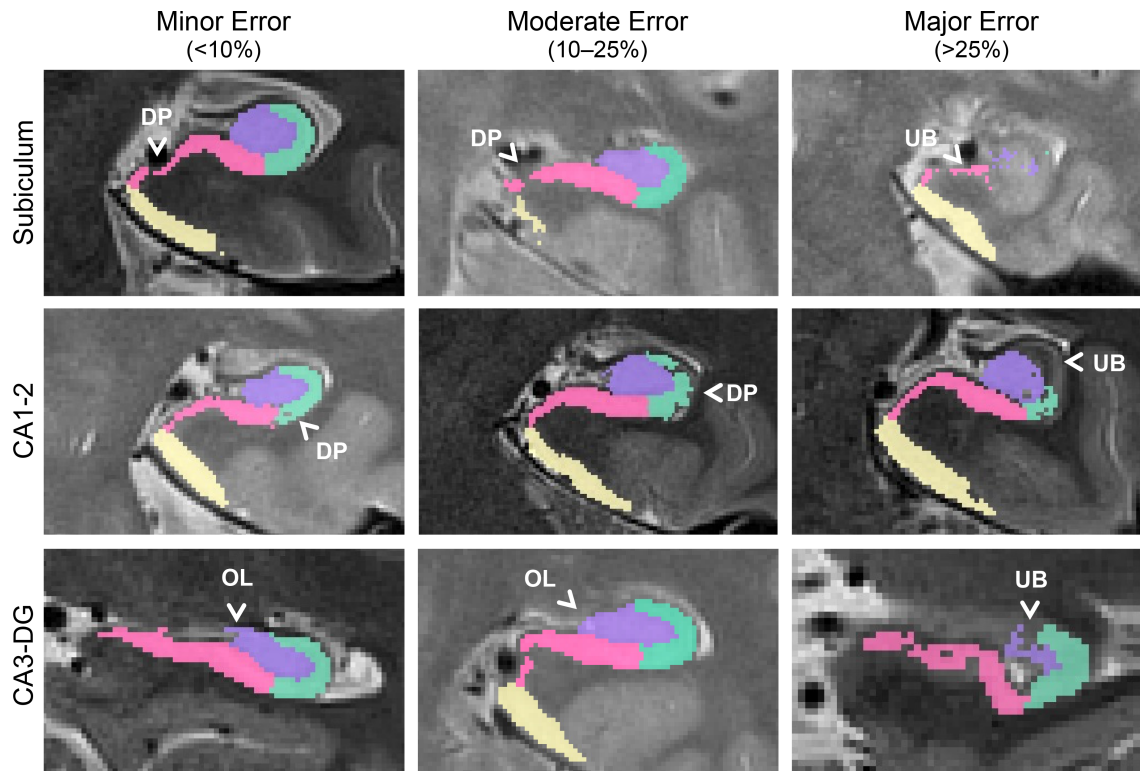 Minor Error
(<10%)
Moderate Error
(10–25%)
Major Error
(>25%)
Subiculum
DP
DP
UB
CA1-2
DP
DP
UB
CA3-DG
OL
OL
UB